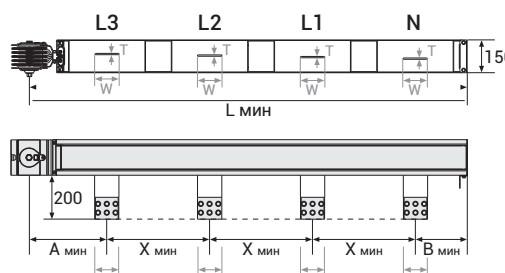 L3 L2 L1 N
T T T T
150
W W W W
L мин
200
A мин X мин X мин X мин B мин